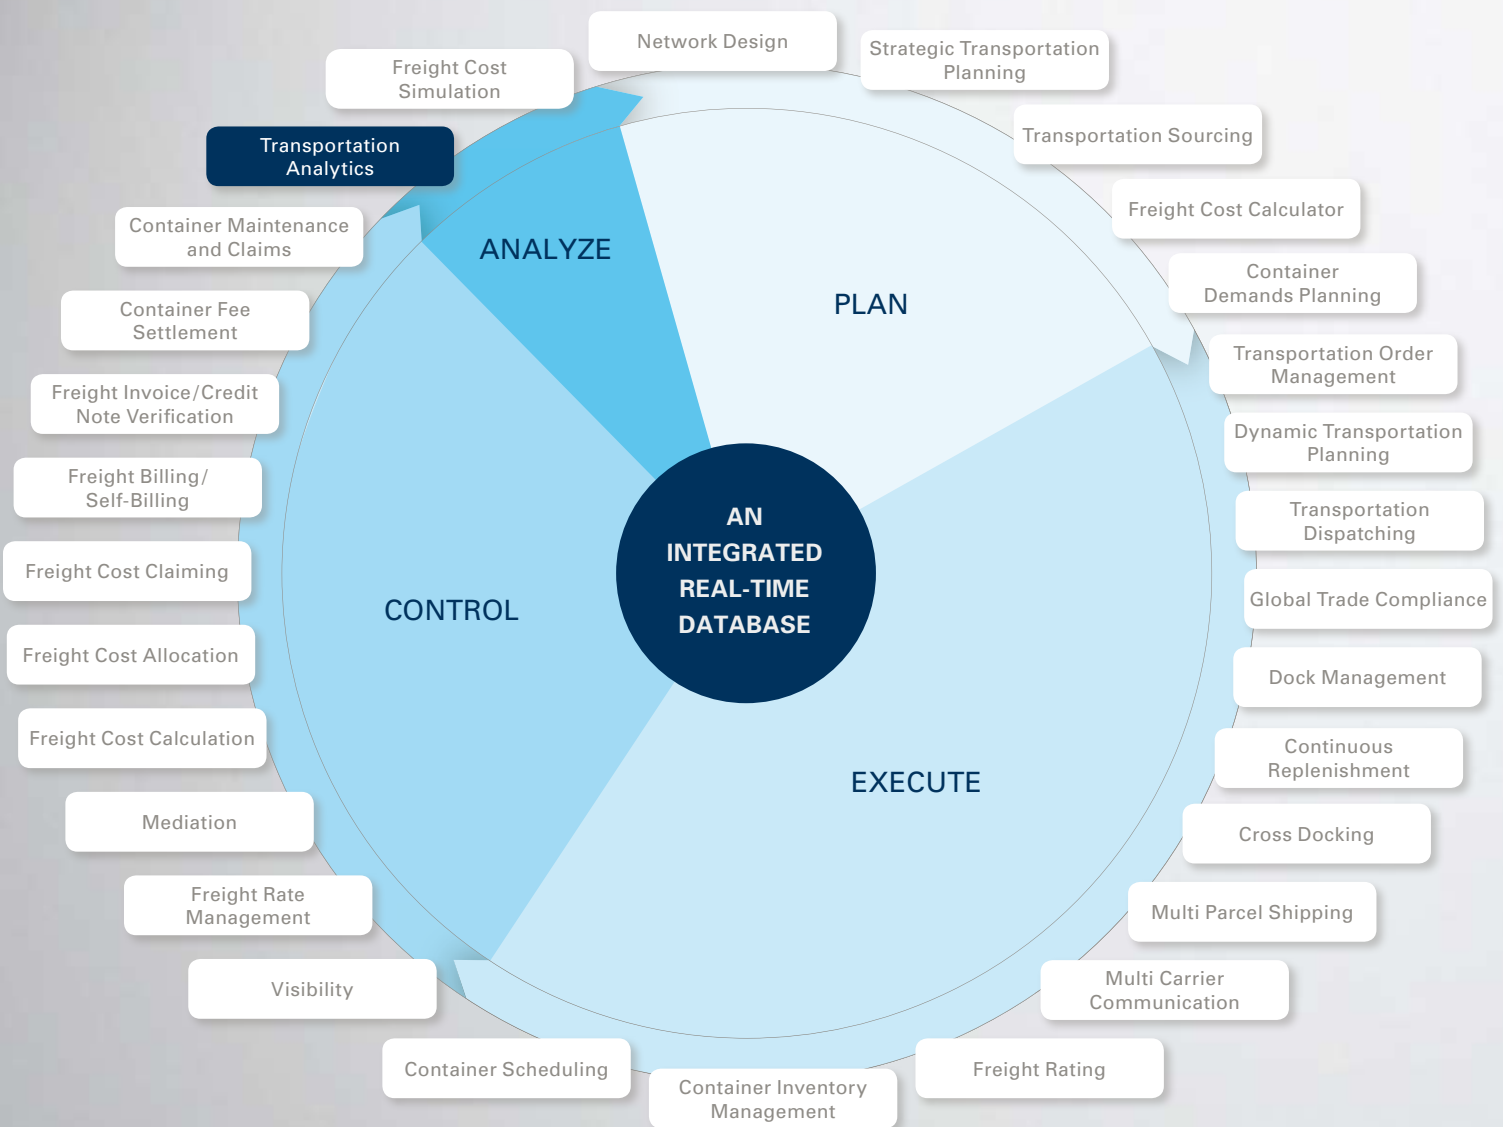 Network Design
Strategic Transportation
Planning
Transportation Sourcing
Freight Cost Calculator
Container
Demands Planning
Transportation Order
Management
Dynamic Transportation
Planning
Transportation
Dispatching
Global Trade Compliance
Dock Management
Continuous
Replenishment
Cross Docking
Multi Parcel Shipping
Multi Carrier
Communication
Freight Rating
Container Inventory
Management
Container Scheduling
Visibility
Freight Rate
Management
Mediation
Freight Cost Calculation
Freight Cost Allocation
Freight Cost Claiming
Freight Billing/
Self-Billing
Freight Invoice/Credit
Note Verification
Container Fee
Settlement
Container Maintenance
and Claims
Transportation
Analytics
Freight Cost
Simulation
ANALYZE
PLAN
EXECUTE
CONTROL
AN
INTEGRATED
REAL-TIME
DATABASE